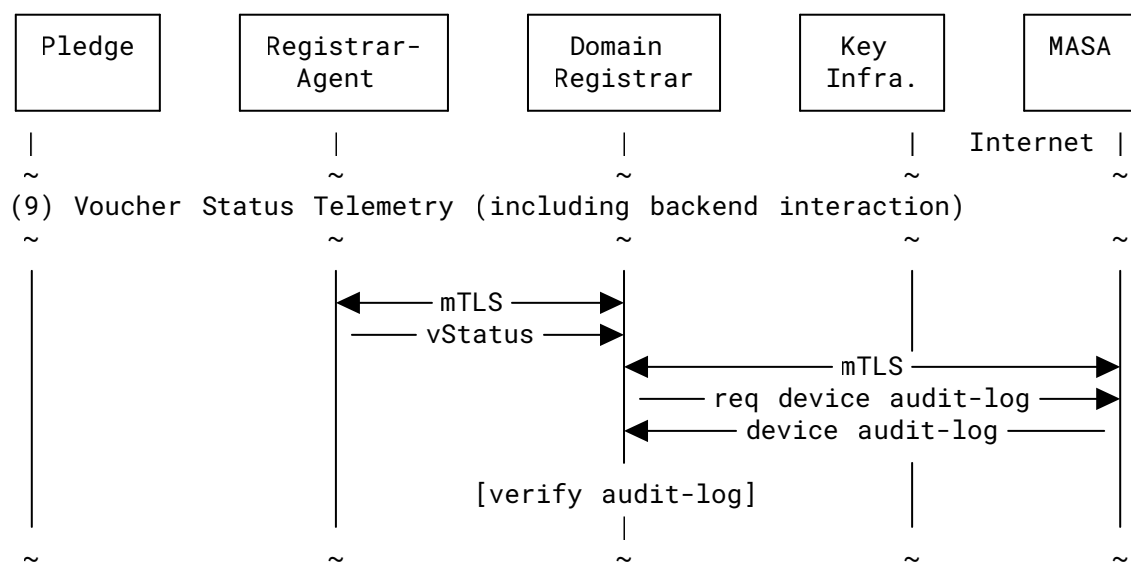 Pledge Registrar- Domain Key MASA
Agent Registrar Infra.
Internet
(9) Voucher Status Telemetry (including backend interaction)
mTLS
vStatus
mTLS
req device audit-log
device audit-log
[verify audit-log]